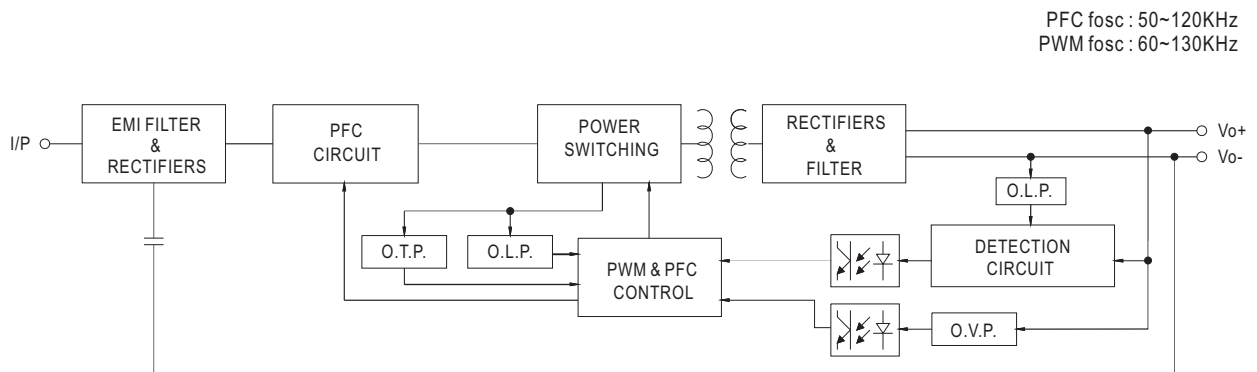 PFC fosc : 50~120KHz
PWM fosc : 60~130KHz
I/P
EMI FILTER
&
RECTIFIERS
PFC
CIRCUIT
POWER
SWITCHING
RECTIFIERS
&
FILTER
Vo+
Vo-
O.L.P.
O.T.P.
O.L.P.
PWM & PFC
CONTROL
DETECTION
CIRCUIT
O.V.P.